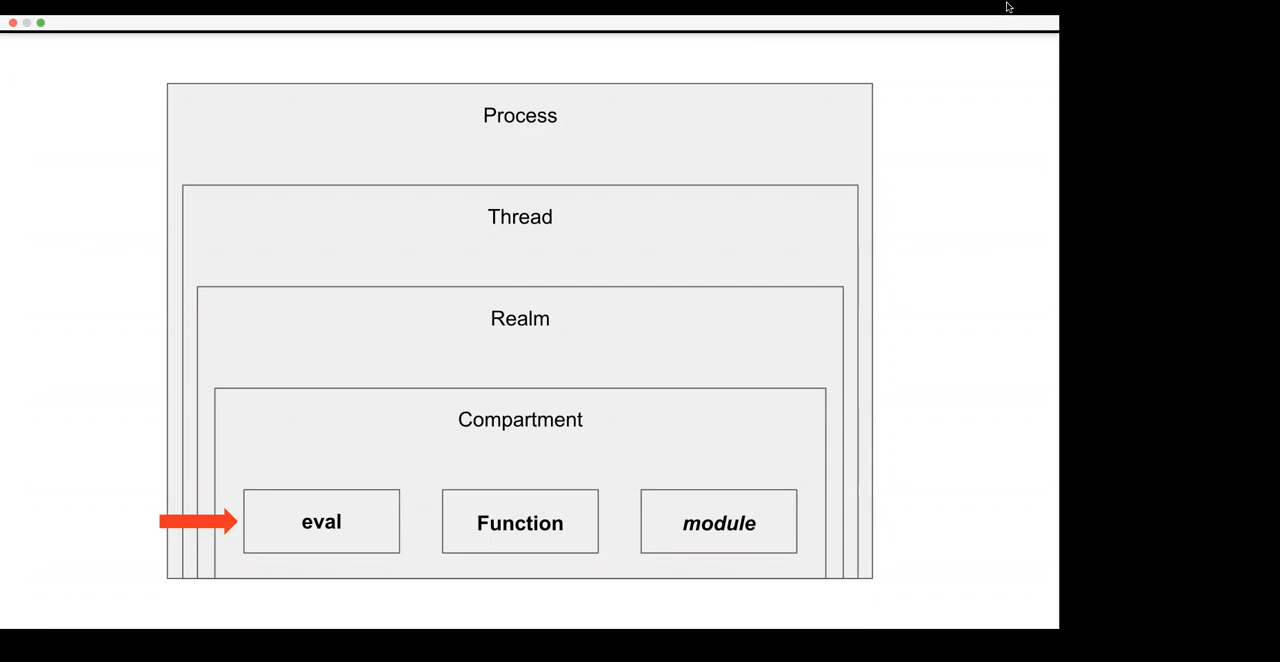 Process
Thread
Realm
Compartment
eval
Function
module